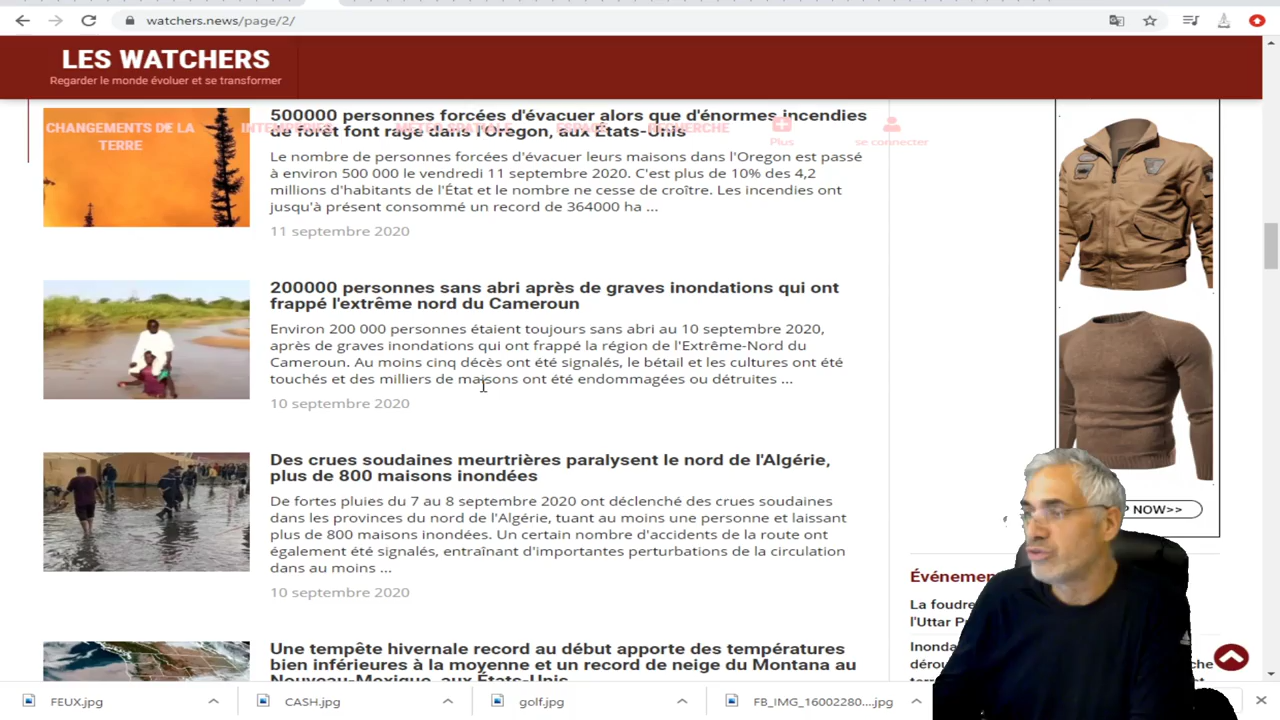 watchers.news/page/2/
LES WATCHERS
Regarder le monde évoluer et se transformer
CHANGEMENTS DE LA
TERRE
ESPACE
RECHERCHE
Plus
se connecter
500000 personnes forcées d'évacuer alors que d'énormes incendies
de forêt font rage dans l'Oregon, aux États-Unis
Le nombre de personnes forcées d'évacuer leurs maisons dans l'Oregon est passé
à environ 500 000 le vendredi 11 septembre 2020. C'est plus de 10% des 4,2
millions d'habitants de l'État et le nombre ne cesse de croître. Les incendies ont
jusqu'à présent consommé un record de 364000 ha ...
11 septembre 2020
200000 personnes sans abri après de graves inondations qui ont
frappé l'extrême nord du Cameroun
Environ 200 000 personnes étaient toujours sans abri au 10 septembre 2020,
après de graves inondations qui ont frappé la région de l'Extrême-Nord du
Cameroun. Au moins cinq décès ont été signalés, le bétail et les cultures ont été
touchés et des milliers de maisons ont été endommagées ou détruites ...
10 septembre 2020
Des crues soudaines meurtrières paralysent le nord de l'Algérie,
plus de 800 maisons inondées
De fortes pluies du 7 au 8 septembre 2020 ont déclenché des crues soudaines
dans les provinces du nord de l'Algérie, tuant au moins une personne et laissant
plus de 800 maisons inondées. Un certain nombre d'accidents de la route ont
également été signalés, entraînant d'importantes perturbations de la circulation
dans au moins ...
10 septembre 2020
Une tempête hivernale record au début apporte des températures
bien inférieures à la moyenne et un record de neige du Montana au
Nouveau-Mexique, aux États-Unis
NOW>>
La foudre
l'Uttar
FEUX.jpg
CASH.jpg
golf.jpg
FB_IMG_16002280....jpg